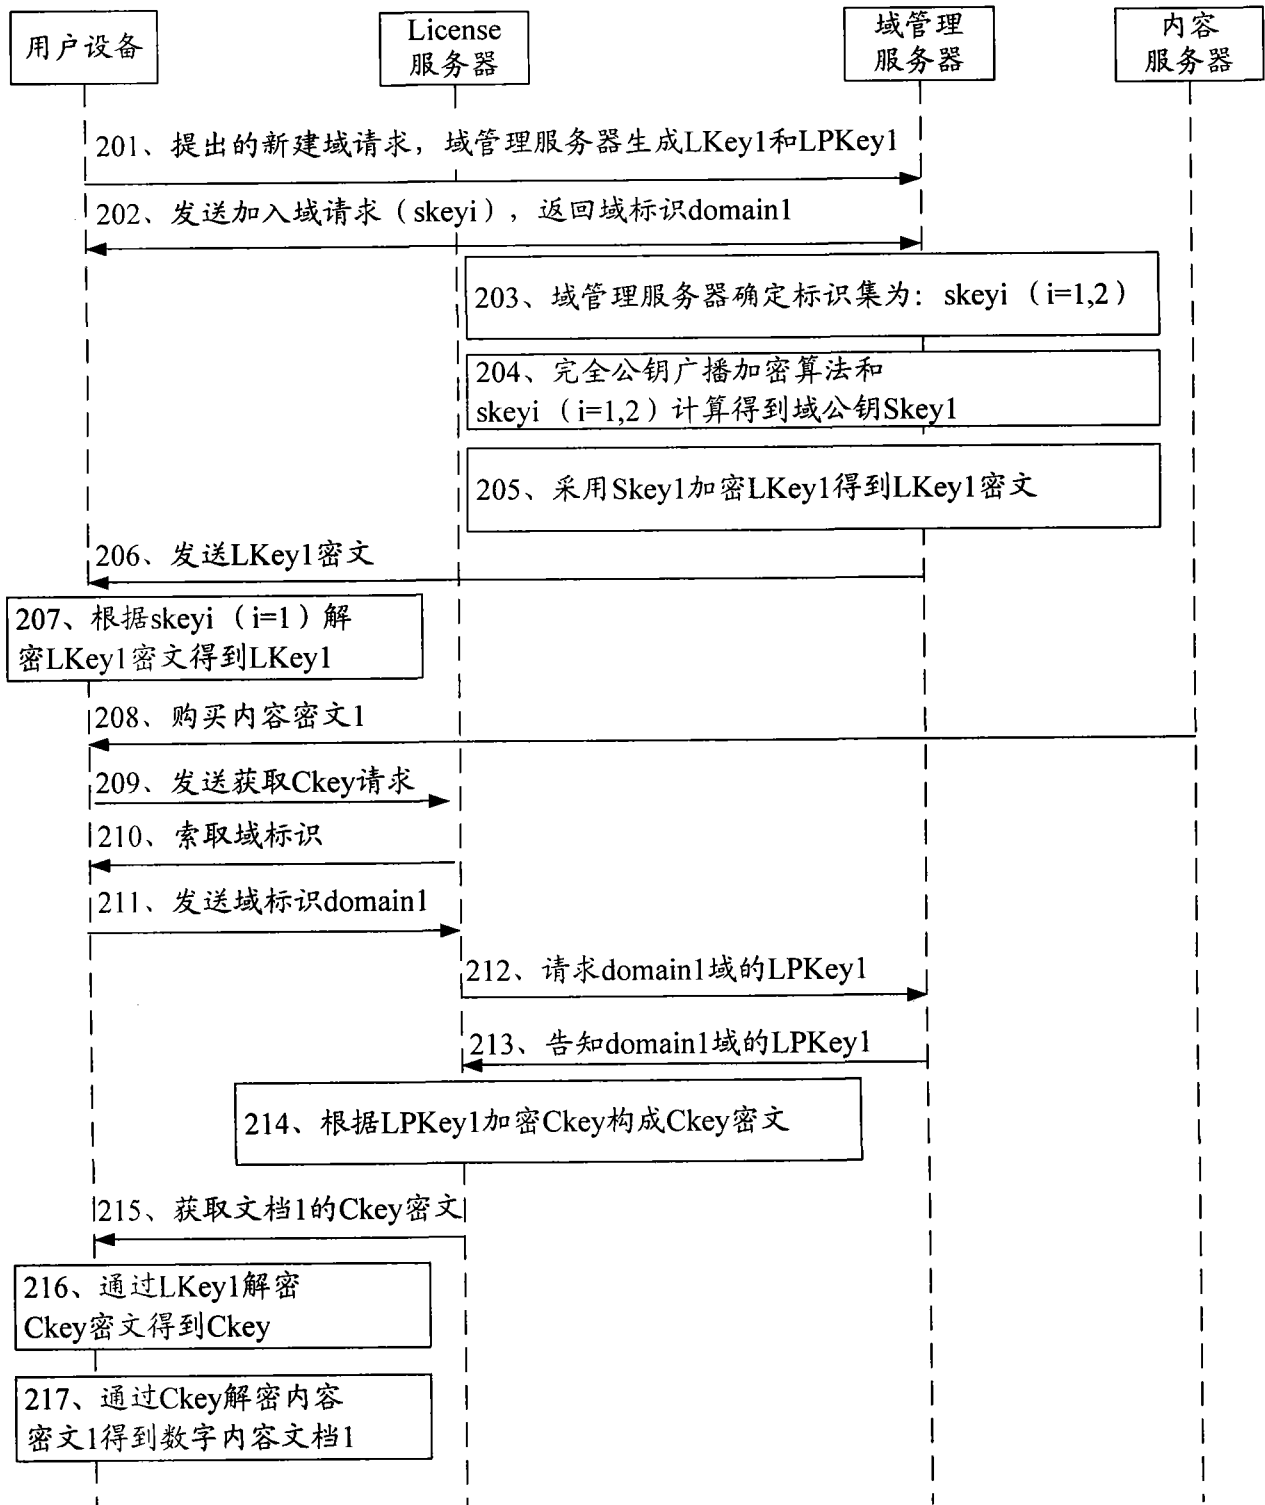 用户设备
License
服务器
域管理
服务器
内容
服务器
201、提出的新建域请求，域管理服务器生成LKey1和LPKey1
202、发送加入域请求（skeyi），返回域标识domain1
203、域管理服务器确定标识集为：skeyi（i=1,2）
204、完全公钥广播加密算法和
skeyi（i=1,2）计算得到域公钥Skey1
205、采用Skey1加密LKey1得到LKey1密文
206、发送LKey1密文
207、根据skeyi（i=1）解
密LKey1密文得到LKey1
208、购买内容密文1
209、发送获取Ckey请求
210、索取域标识
211、发送域标识domain1
212、请求domain1域的LPKey1
213、告知domain1域的LPKey1
214、根据LPKey1加密Ckey构成Ckey密文
215、获取文档1的Ckey密文
216、通过LKey1解密
Ckey密文得到Ckey
217、通过Ckey解密内容
密文1得到数字内容文档1